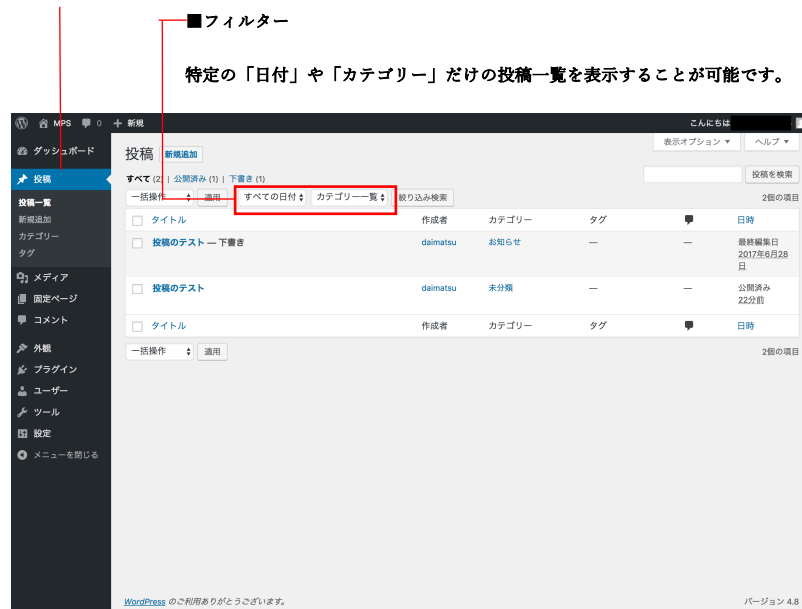 ■フィルター
特定の「日付」や「カテゴリー」だけの投稿一覧を表示することが可能です。
MPS 0 + 新規 こんにちは
ダッシュボード
投稿
投稿一覧
新規追加
カテゴリー
タグ
メディア
固定ページ
コメント
外観
プラグイン
ユーザー
ツール
設定
メニューを閉じる
表示オプション ▼ ヘルプ ▼
投稿 新規追加
すべて (2) | 公開済み (1) | 下書き (1) 投稿を検索
一括操作 適用 すべての日付 カテゴリー一覧 絞り込み検索 2個の項目
タイトル 作成者 カテゴリー タグ 日時
投稿のテスト — 下書き daimatsu お知らせ — — 最終編集日
2017年6月28
日
投稿のテスト daimatsu 未分類 — — 公開済み
22分前
タイトル 作成者 カテゴリー タグ 日時
一括操作 適用 2個の項目
WordPress のご利用ありがとうございます。 バージョン 4.8